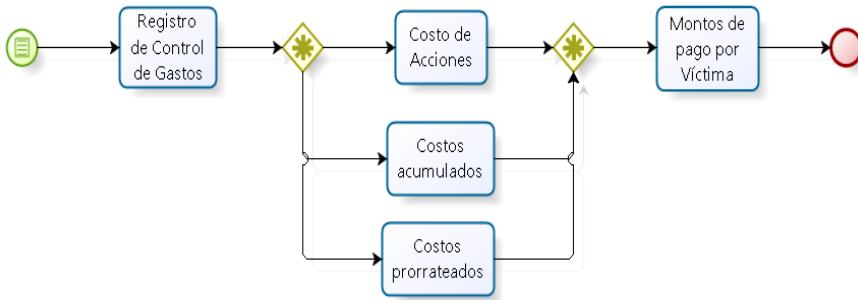 Registro
de Control
de Gastos
Costo de
Acciones
Costos
acumulados
Costos
prorrateados
Montos de
pago por
Víctima